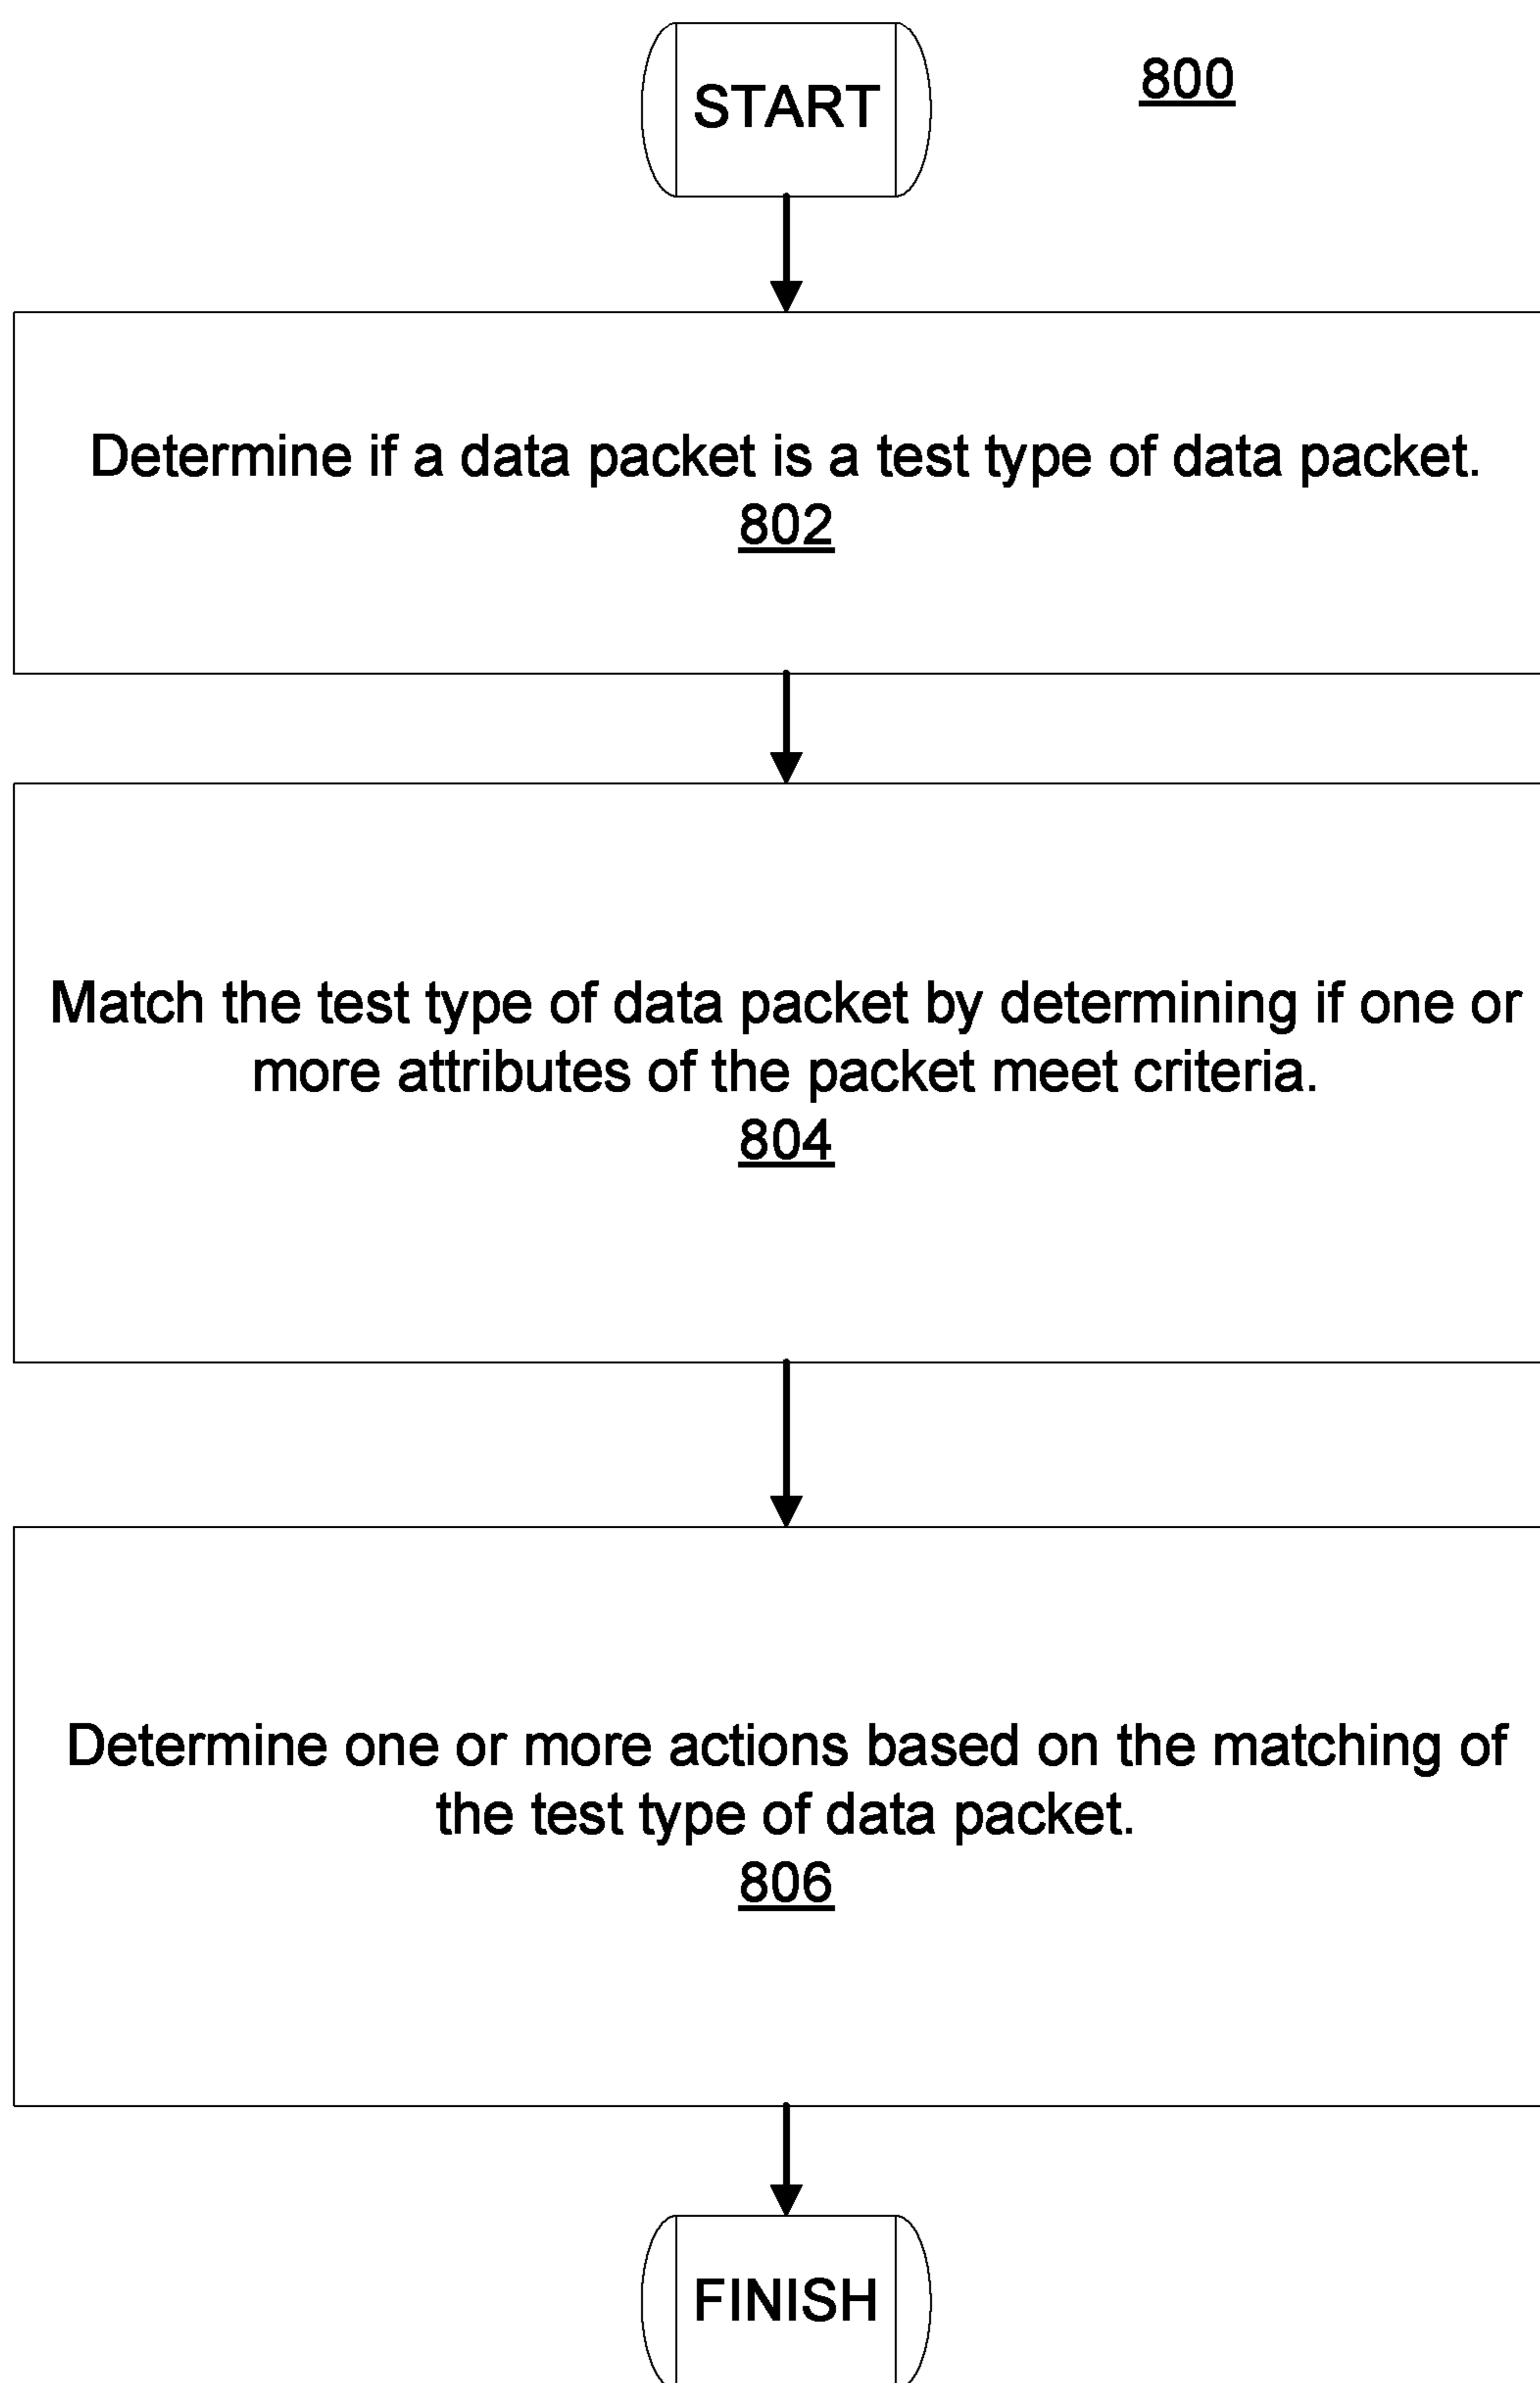 START
800
Determine if a data packet is a test type of data packet.
802
Match the test type of data packet by determining if one or
more attributes of the packet meet criteria.
804
Determine one or more actions based on the matching of
the test type of data packet.
806
FINISH